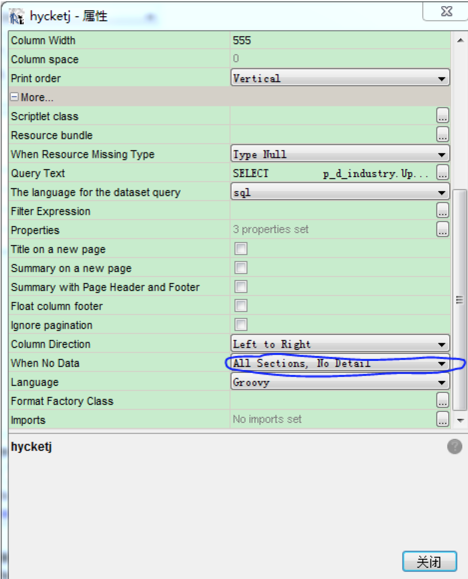 hycketj - 属性
Column Width 555
Column space 0
Print order Vertical
More...
Scriptlet class ...
Resource bundle ...
When Resource Missing Type Type Null
Query Text SELECT p_d_industry.Up... ...
The language for the dataset query sql
Filter Expression ...
Properties 3 properties set ...
Title on a new page
Summary on a new page
Summary with Page Header and Footer
Float column footer
Ignore pagination
Column Direction Left to Right
When No Data All Sections, No Detail
Language Groovy
Format Factory Class ...
Imports No imports set ...
hycketj
关闭